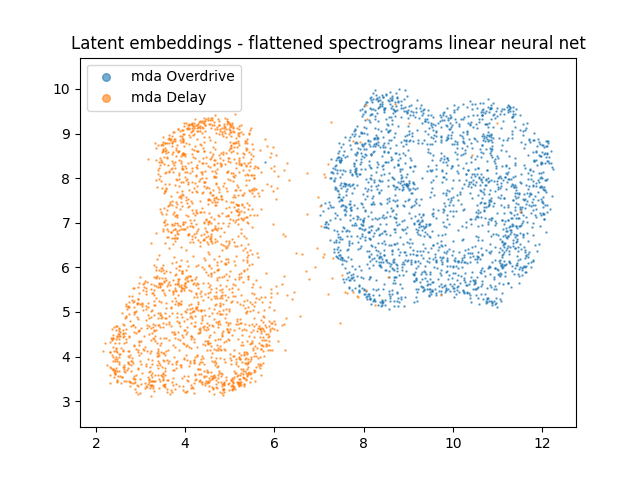 Latent embeddings - flattened spectrograms linear neural net
mda Overdrive
mda Delay
10
9
8
7
6
5
4
3
2 4 6 8 10 12